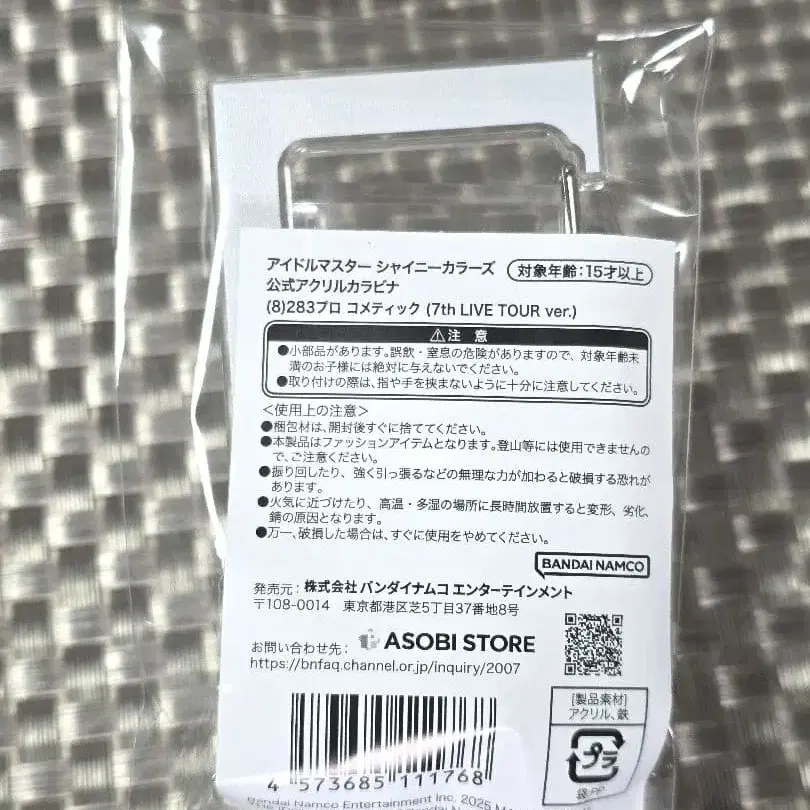 アイドルマスター シャイニーカラーズ
対象年齢:15才以上
公式アクリルカラビナ
(8)283プロ コメティック (7th LIVE TOUR ver.)
⚠注 意
●小部品があります。誤飲・窒息の危険がありますので、対象年齢未
満のお子様には絶対に与えないでください。
●取り付けの際は、指や手を挟まないように十分に注意してください。
<使用上の注意>
●梱包材は、開封後すぐに捨ててください。
●本製品はファッションアイテムとなります。登山等には使用できませんの
で、ご注意ください。
●振り回したり、強く引っ張るなどの無理な力が加わると破損する恐れが
あります。
●火気に近づけたり、高温・多湿の場所に長時間放置すると変形、劣化、
錆の原因となります。
●万一、破損した場合は、すぐに使用をやめてください。
BANDAI NAMCO
発売元：株式会社 バンダイナムコ エンターテインメント
〒108-0014 東京都港区芝5丁目37番地8号
お問い合わせ先： ASOBI STORE
https://bnfaq.channel.or.jp/inquiry/2007
[製品素材]
アクリル、鉄
プラ
袋:PP
4 573685 111768
Bandai Namco Entertainment Inc. 2025